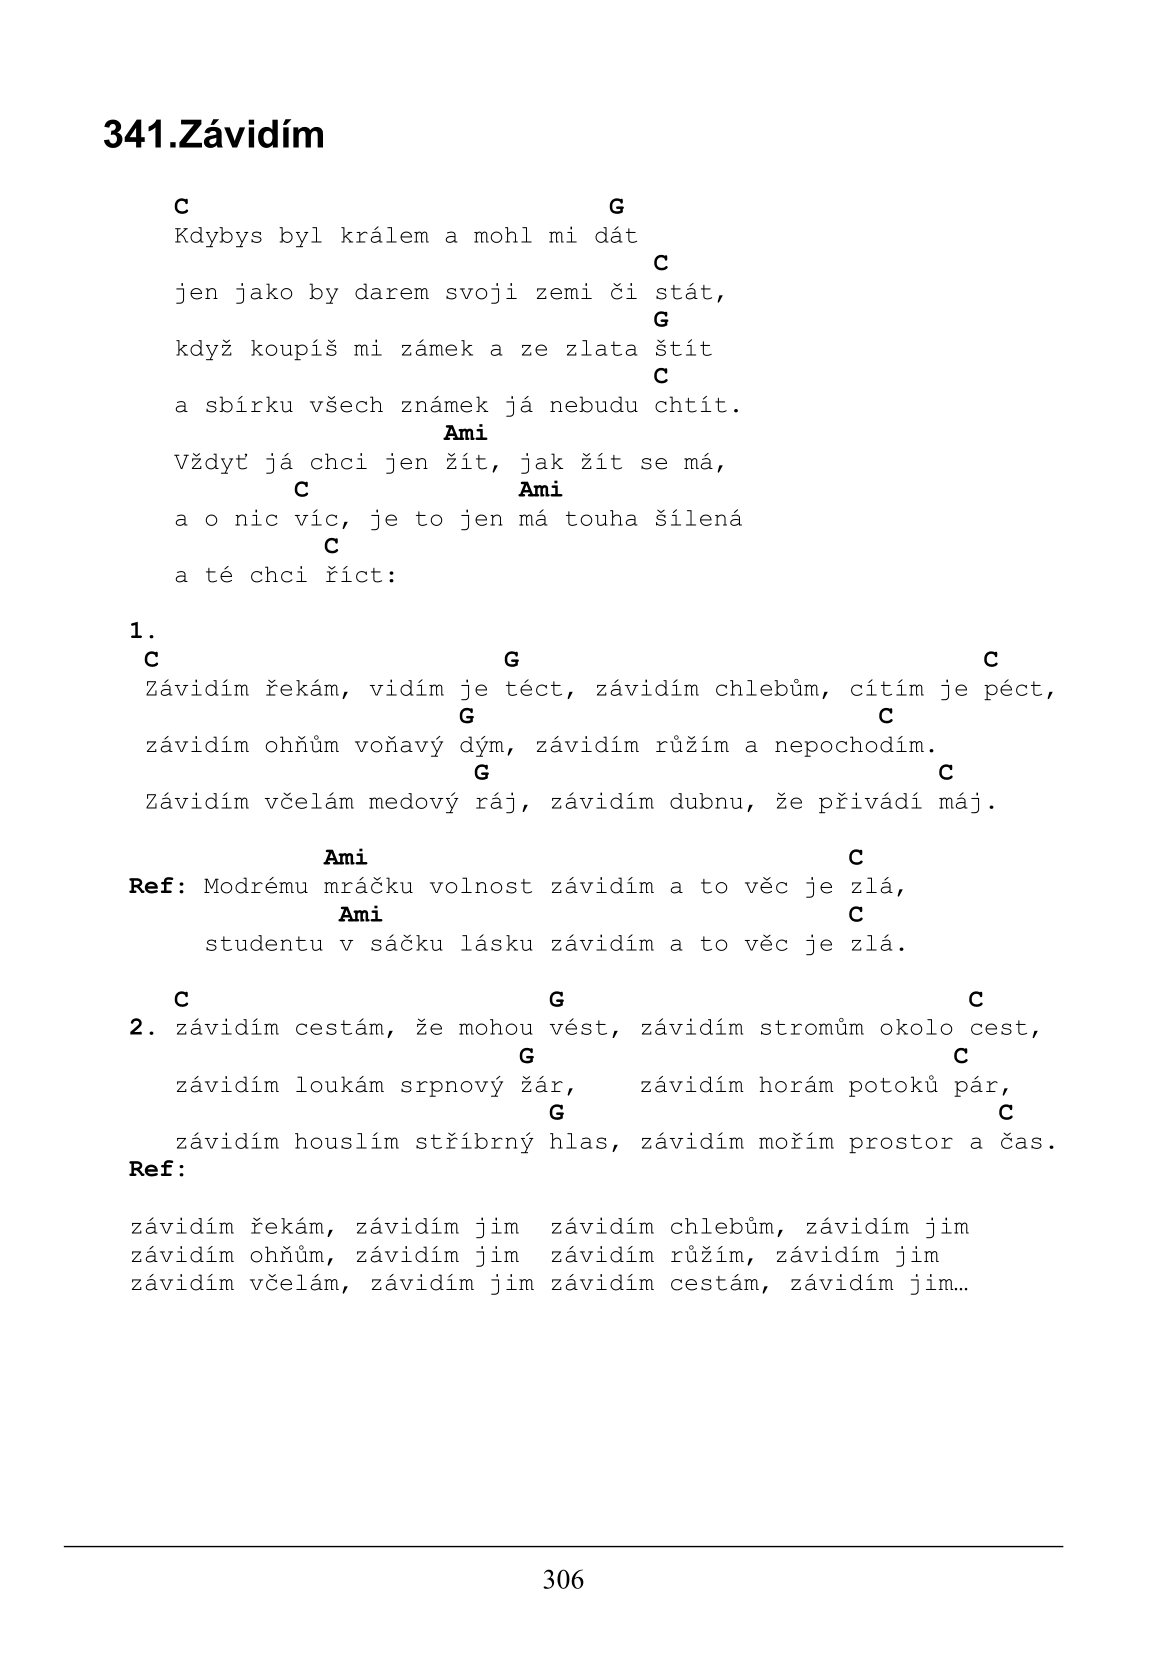 341.Závidím
C G
Kdybys byl králem a mohl mi dát
C
jen jako by darem svoji zemi či stát,
G
když koupíš mi zámek a ze zlata štít
C
a sbírku všech známek já nebudu chtít.
Ami
Vždyť já chci jen žít, jak žít se má,
C Ami
a o nic víc, je to jen má touha šílená
C
a té chci říct:
1.
C G C
Závidím řekám, vidím je téct, závidím chlebům, cítím je péct,
G C
závidím ohňům voňavý dým, závidím růžím a nepochodím.
G C
Závidím včelám medový ráj, závidím dubnu, že přivádí máj.
Ami C
Ref: Modrému mráčku volnost závidím a to věc je zlá,
Ami C
studentu v sáčku lásku závidím a to věc je zlá.
C G C
2. závidím cestám, že mohou vést, závidím stromům okolo cest,
G C
závidím loukám srpnový žár, závidím horám potoků pár,
G C
závidím houslím stříbrný hlas, závidím mořím prostor a čas.
Ref:
závidím řekám, závidím jim závidím chlebům, závidím jim
závidím ohňům, závidím jim závidím růžím, závidím jim
závidím včelám, závidím jim závidím cestám, závidím jim…
306